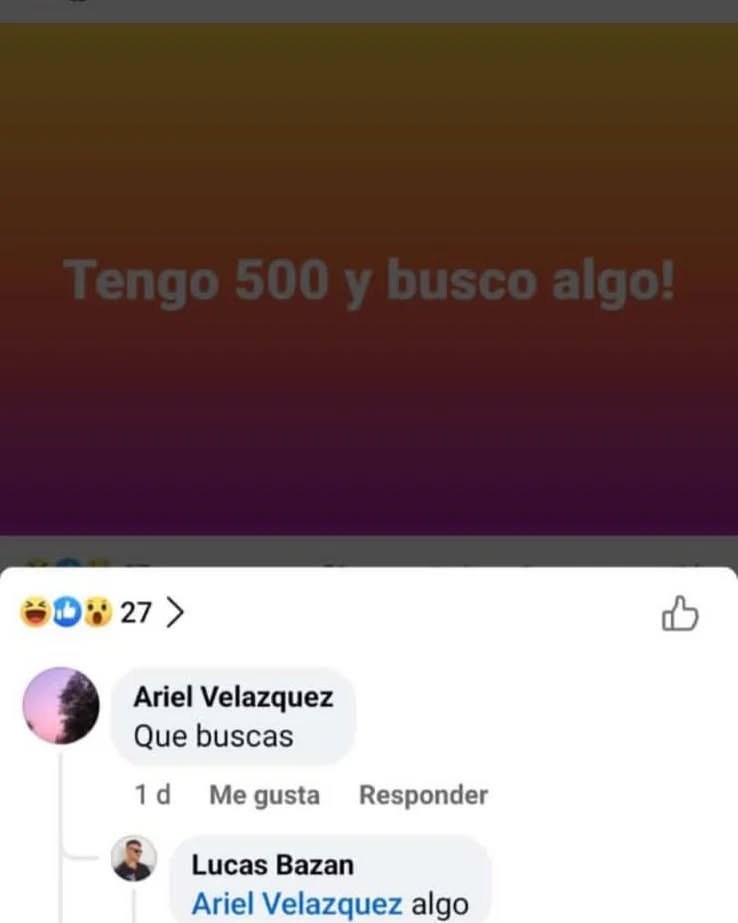 Tengo 500 y busco algo!
27
Ariel Velazquez
Que buscas
1 d Me gusta Responder
Lucas Bazan
Ariel Velazquez algo